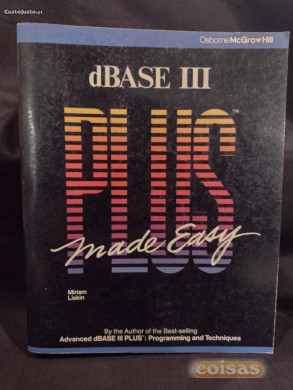 CustoJusto.pt
Osborne McGraw-Hill
dBASE III
PLUS™
made Easy
Miriam
Liskin
By the Author of the Best-selling
Advanced dBASE III PLUS™: Programming and Techniques
coisas